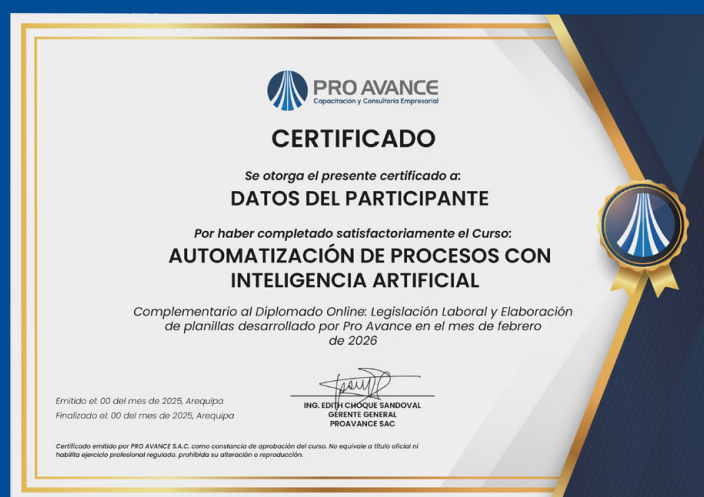 PRO AVANCE
Capacitación y Consultoría Empresarial
CERTIFICADO
Se otorga el presente certificado a:
DATOS DEL PARTICIPANTE
Por haber completado satisfactoriamente el Curso:
AUTOMATIZACIÓN DE PROCESOS CON
INTELIGENCIA ARTIFICIAL
Complementario al Diplomado Online: Legislación Laboral y Elaboración
de planillas desarrollado por Pro Avance en el mes de febrero
de 2026
Emitido el: 00 del mes de 2025, Arequipa
Finalizado el: 00 del mes de 2025, Arequipa
ING. EDITH CHOQUE SANDOVAL
GERENTE GENERAL
PROAVANCE SAC
Certificado emitido por PRO AVANCE S.A.C. como constancia de aprobación del curso. No equivale a título oficial ni
habilita ejercicio profesional regulado. prohibida su alteración o reproducción.